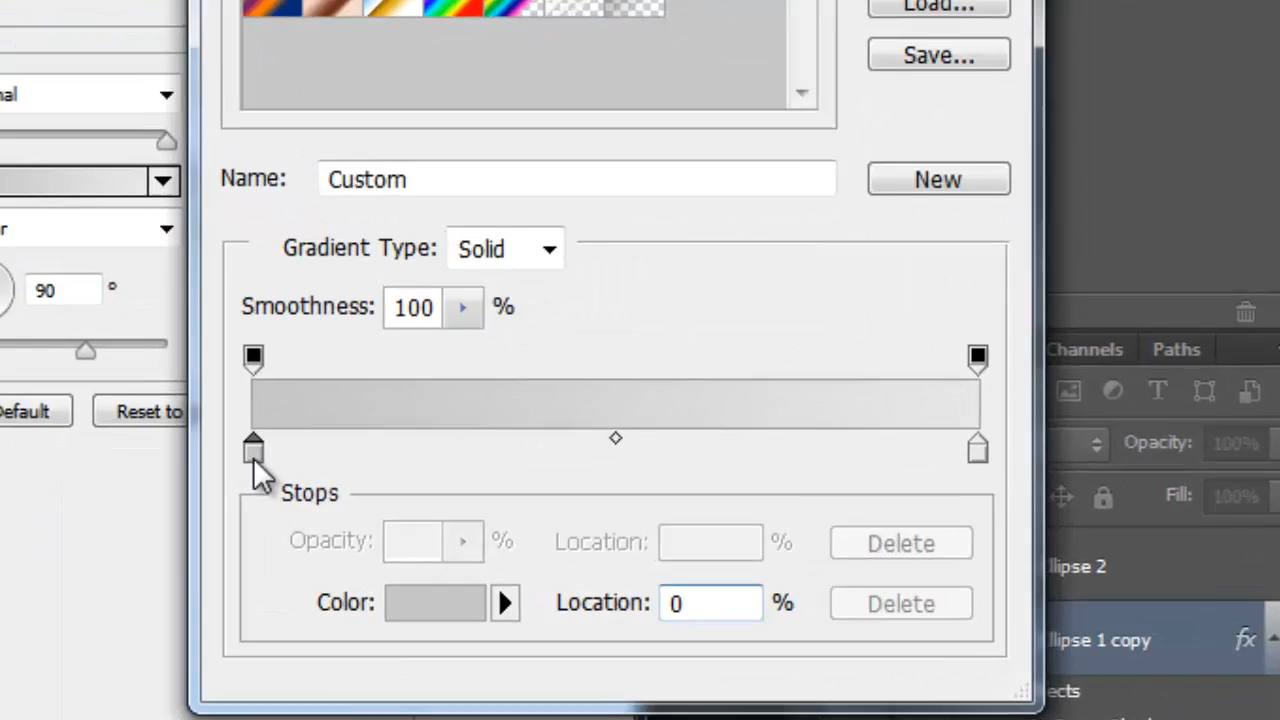 Load...
Save...
nal
Name: Custom New
r
Gradient Type: Solid
90 °
Smoothness: 100 %
Channels Paths
Default Reset to
Opacity: 100%
Stops
Fill: 100%
Opacity: % Location: % Delete
llipse 2
Color: Location: 0 % Delete
llipse 1 copy fx
ects